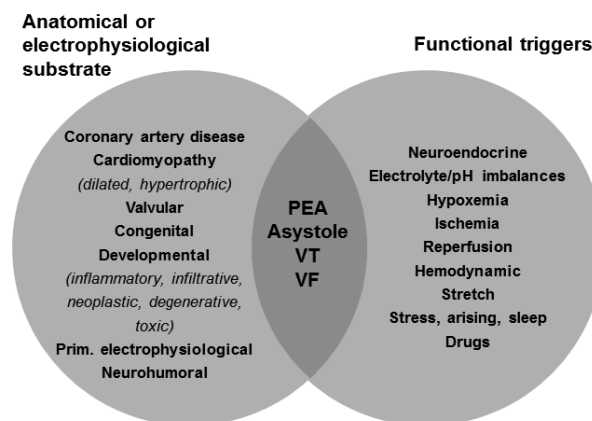 Anatomical or
electrophysiological
substrate
Functional triggers
Coronary artery disease
Cardiomyopathy
(dilated, hypertrophic)
Valvular
Congenital
Developmental
(inflammatory, infiltrative,
neoplastic, degenerative,
toxic)
Prim. electrophysiological
Neurohumoral
PEA
Asystole
VT
VF
Neuroendocrine
Electrolyte/pH imbalances
Hypoxemia
Ischemia
Reperfusion
Hemodynamic
Stretch
Stress, arising, sleep
Drugs